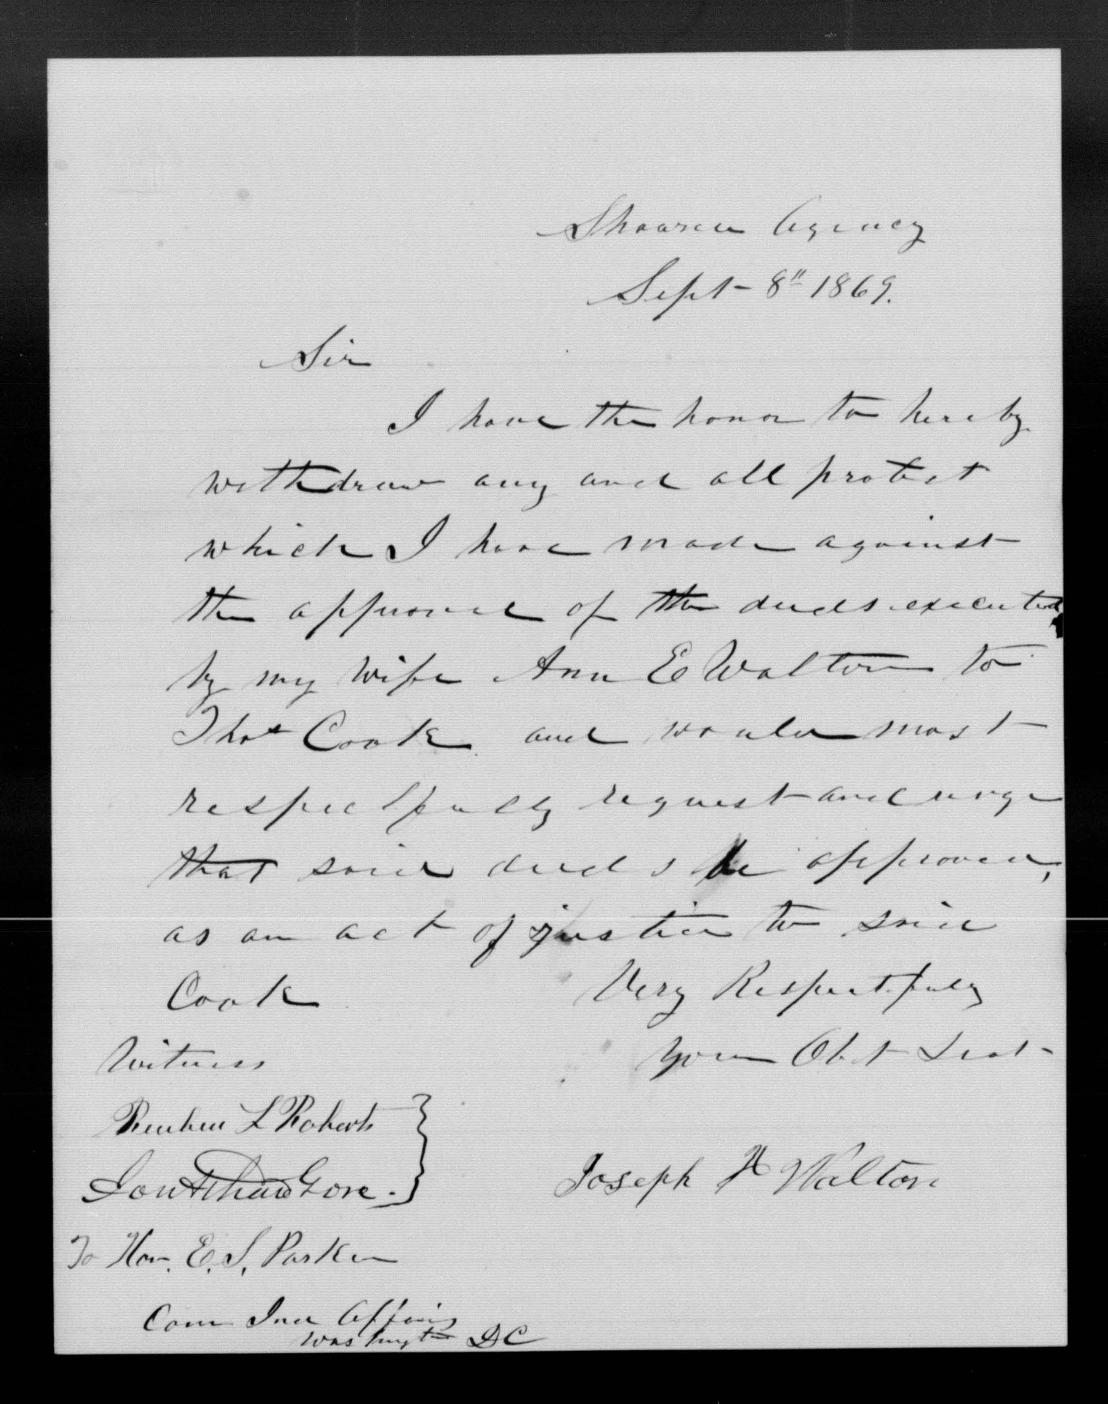 Shawnee Agency
Sept 8" 1869.
Sir
I have the honor to hereby
withdraw any and all protest
which I have made against
the approval of the deeds executed
by my wife Ann E Walton to
Thos Cook and would most
respectfully request and urge
that said deeds be approved,
as an act of justice to said
Cook
Very Respectfully
Your Obt Svt
Witness
Reuben L Roberts
Jonathan Gore.
Joseph H Walton
To Hon. E. S. Parker
Com Ind Affairs
Washington DC